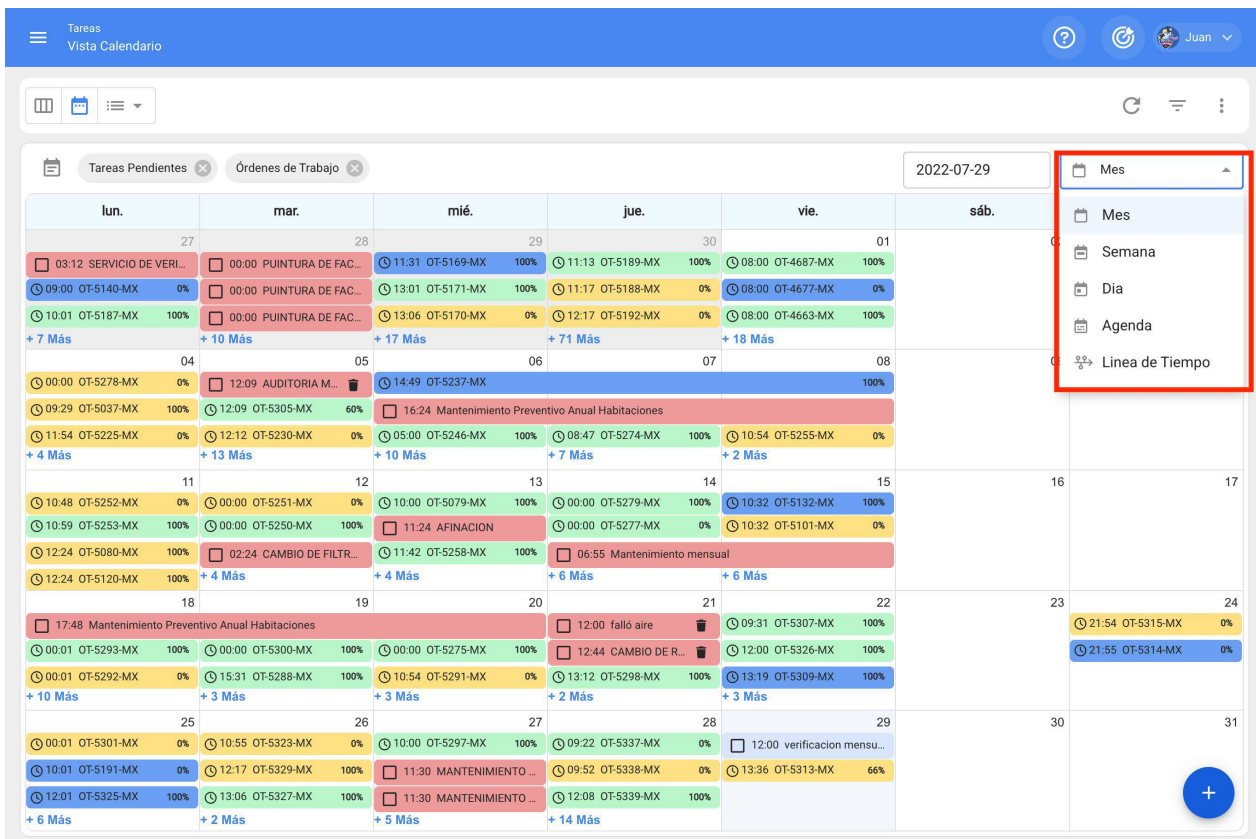 Tareas
Vista Calendario
Juan
Tareas Pendientes
Órdenes de Trabajo
2022-07-29
Mes
lun. mar. mié. jue. vie. sáb.
Mes
Semana
Dia
Agenda
Linea de Tiempo
27 28 29 30 01
03:12 SERVICIO DE VERI... 00:00 PUINTURA DE FAC... 11:31 OT-5169-MX 100% 11:13 OT-5189-MX 100% 08:00 OT-4687-MX 100%
09:00 OT-5140-MX 0% 00:00 PUINTURA DE FAC... 13:01 OT-5171-MX 100% 11:17 OT-5188-MX 0% 08:00 OT-4677-MX 0%
10:01 OT-5187-MX 100% 00:00 PUINTURA DE FAC... 13:06 OT-5170-MX 0% 12:17 OT-5192-MX 0% 08:00 OT-4663-MX 100%
+ 7 Más + 10 Más + 17 Más + 71 Más + 18 Más
04 05 06 07 08
00:00 OT-5278-MX 0% 12:09 AUDITORIA M... 14:49 OT-5237-MX 100%
09:29 OT-5037-MX 100% 12:09 OT-5305-MX 60% 16:24 Mantenimiento Preventivo Anual Habitaciones
11:54 OT-5225-MX 0% 12:12 OT-5230-MX 0% 05:00 OT-5246-MX 100% 08:47 OT-5274-MX 100% 10:54 OT-5255-MX 0%
+ 4 Más + 13 Más + 10 Más + 7 Más + 2 Más
11 12 13 14 15 16 17
10:48 OT-5252-MX 0% 00:00 OT-5251-MX 0% 10:00 OT-5079-MX 100% 00:00 OT-5279-MX 100% 10:32 OT-5132-MX 100%
10:59 OT-5253-MX 100% 00:00 OT-5250-MX 100% 11:24 AFINACION 00:00 OT-5277-MX 0% 10:32 OT-5101-MX 0%
12:24 OT-5080-MX 100% 02:24 CAMBIO DE FILTR... 11:42 OT-5258-MX 100% 06:55 Mantenimiento mensual
12:24 OT-5120-MX 100% + 4 Más + 4 Más + 6 Más + 6 Más
18 19 20 21 22 23 24
17:48 Mantenimiento Preventivo Anual Habitaciones 12:00 falló aire 09:31 OT-5307-MX 100% 21:54 OT-5315-MX 0%
00:01 OT-5293-MX 100% 00:00 OT-5300-MX 100% 00:00 OT-5275-MX 100% 12:44 CAMBIO DE R... 12:00 OT-5326-MX 100% 21:55 OT-5314-MX 0%
00:01 OT-5292-MX 0% 15:31 OT-5288-MX 100% 10:54 OT-5291-MX 0% 13:12 OT-5298-MX 100% 13:19 OT-5309-MX 100%
+ 10 Más + 3 Más + 3 Más + 2 Más + 3 Más
25 26 27 28 29 30 31
00:01 OT-5301-MX 0% 10:55 OT-5323-MX 0% 10:00 OT-5297-MX 100% 09:22 OT-5337-MX 0% 12:00 verificacion mensu...
10:01 OT-5191-MX 0% 12:17 OT-5329-MX 100% 11:30 MANTENIMIENTO ... 09:52 OT-5338-MX 0% 13:36 OT-5313-MX 66%
12:01 OT-5325-MX 100% 13:06 OT-5327-MX 100% 11:30 MANTENIMIENTO ... 12:08 OT-5339-MX 100%
+ 6 Más + 2 Más + 5 Más + 14 Más